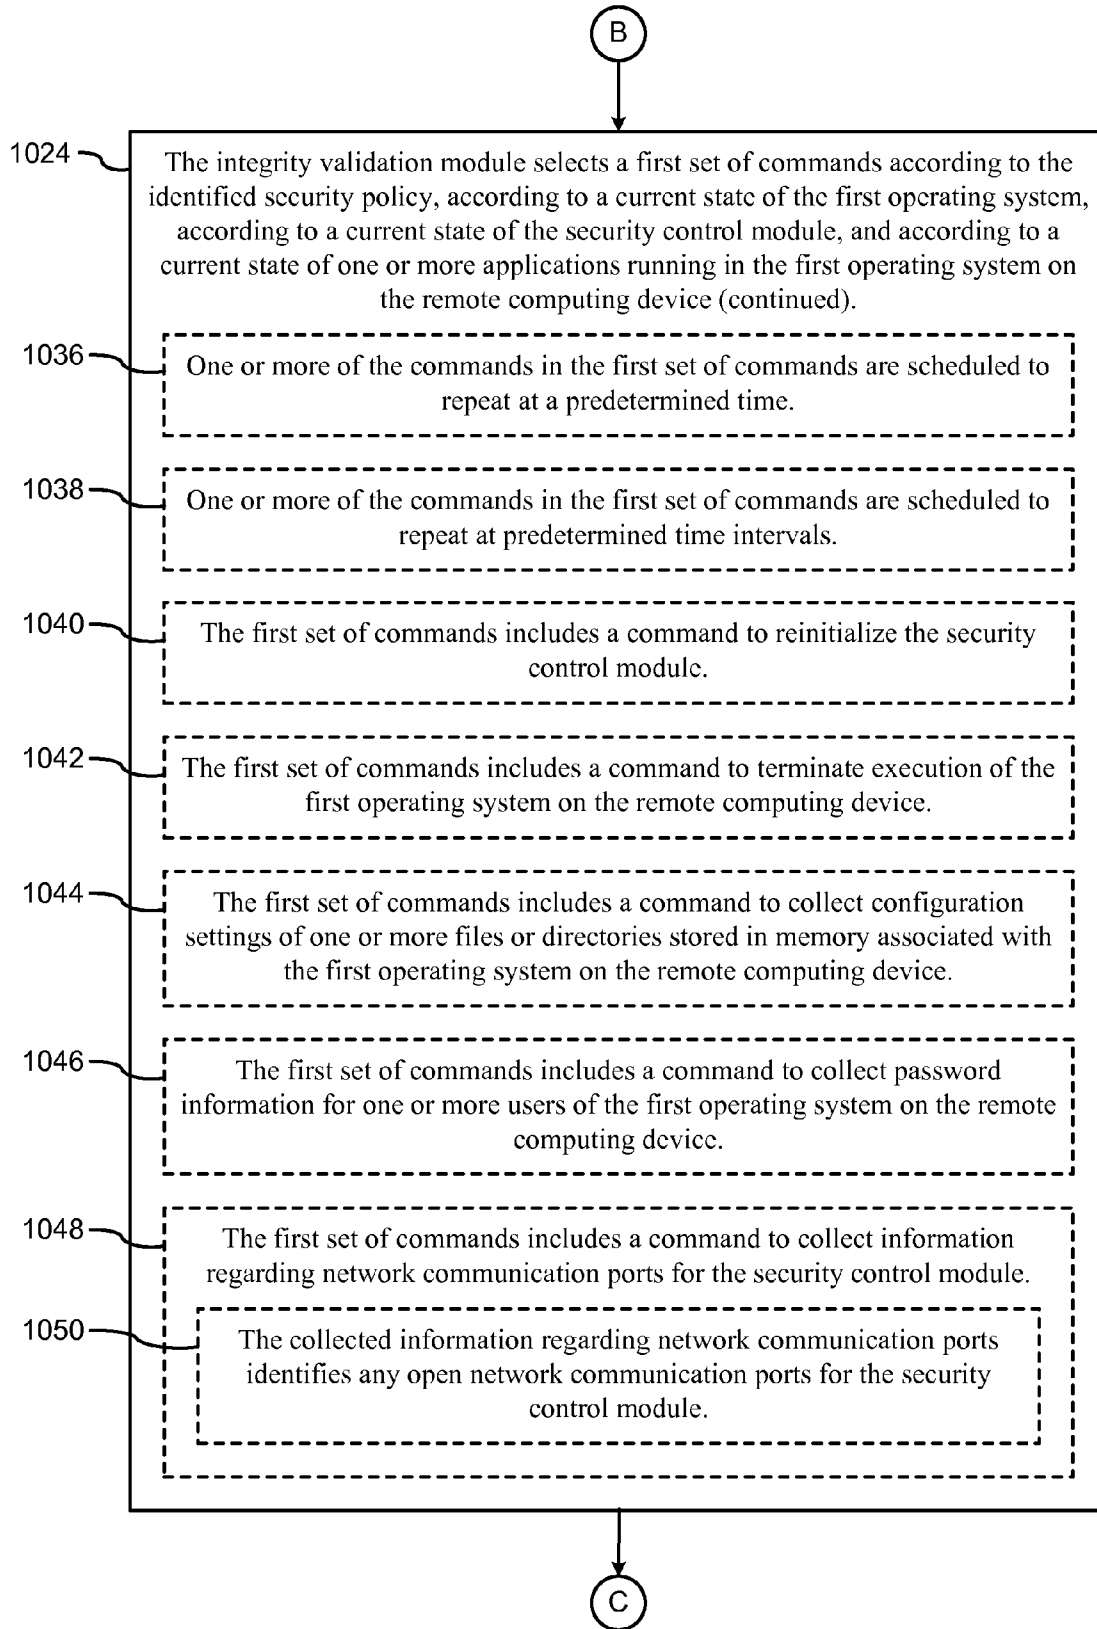 B
1024
The integrity validation module selects a first set of commands according to the
identified security policy, according to a current state of the first operating system,
according to a current state of the security control module, and according to a
current state of one or more applications running in the first operating system on
the remote computing device (continued).
1036
One or more of the commands in the first set of commands are scheduled to
repeat at a predetermined time.
1038
One or more of the commands in the first set of commands are scheduled to
repeat at predetermined time intervals.
1040
The first set of commands includes a command to reinitialize the security
control module.
1042
The first set of commands includes a command to terminate execution of the
first operating system on the remote computing device.
1044
The first set of commands includes a command to collect configuration
settings of one or more files or directories stored in memory associated with
the first operating system on the remote computing device.
1046
The first set of commands includes a command to collect password
information for one or more users of the first operating system on the remote
computing device.
1048
The first set of commands includes a command to collect information
regarding network communication ports for the security control module.
1050
The collected information regarding network communication ports
identifies any open network communication ports for the security
control module.
C